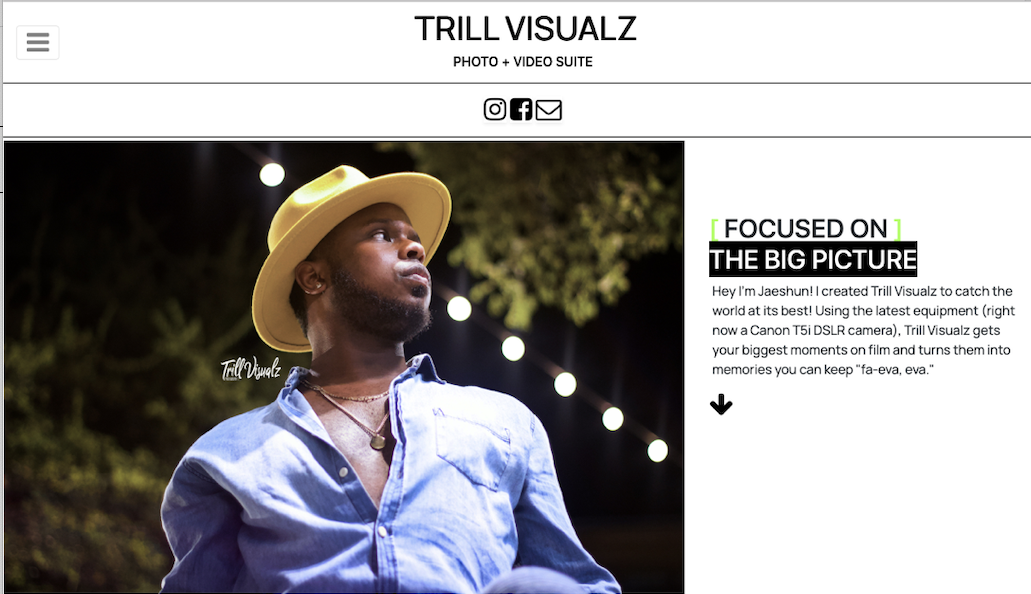 TRILL VISUALZ
PHOTO + VIDEO SUITE
[ FOCUSED ON ]
THE BIG PICTURE
Hey I'm Jaeshun! I created Trill Visualz to catch the
world at its best! Using the latest equipment (right
now a Canon T5i DSLR camera), Trill Visualz gets
your biggest moments on film and turns them into
memories you can keep "fa-eva, eva."
Trill Visualz